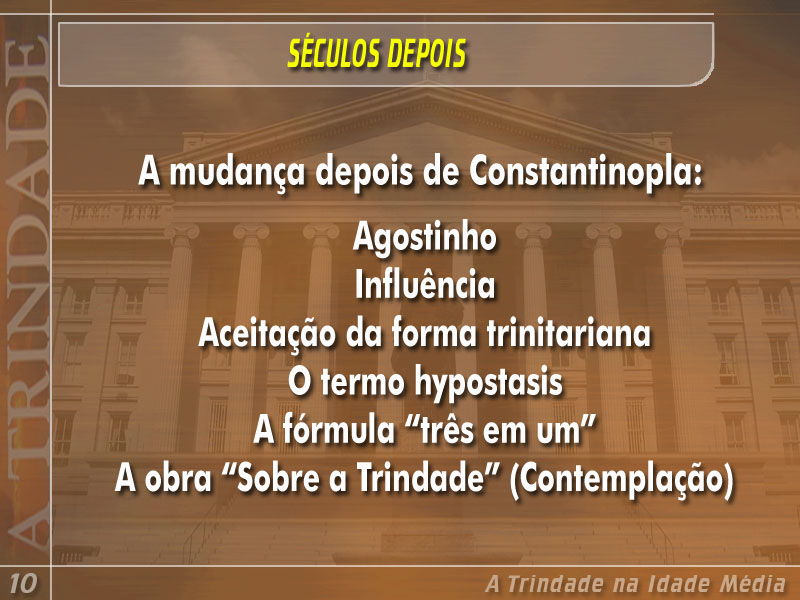 SÉCULOS DEPOIS
A TRINDADE
A mudança depois de Constantinopla:
Agostinho
Influência
Aceitação da forma trinitariana
O termo hypostasis
A fórmula “três em um”
A obra “Sobre a Trindade” (Contemplação)
10
A Trindade na Idade Média